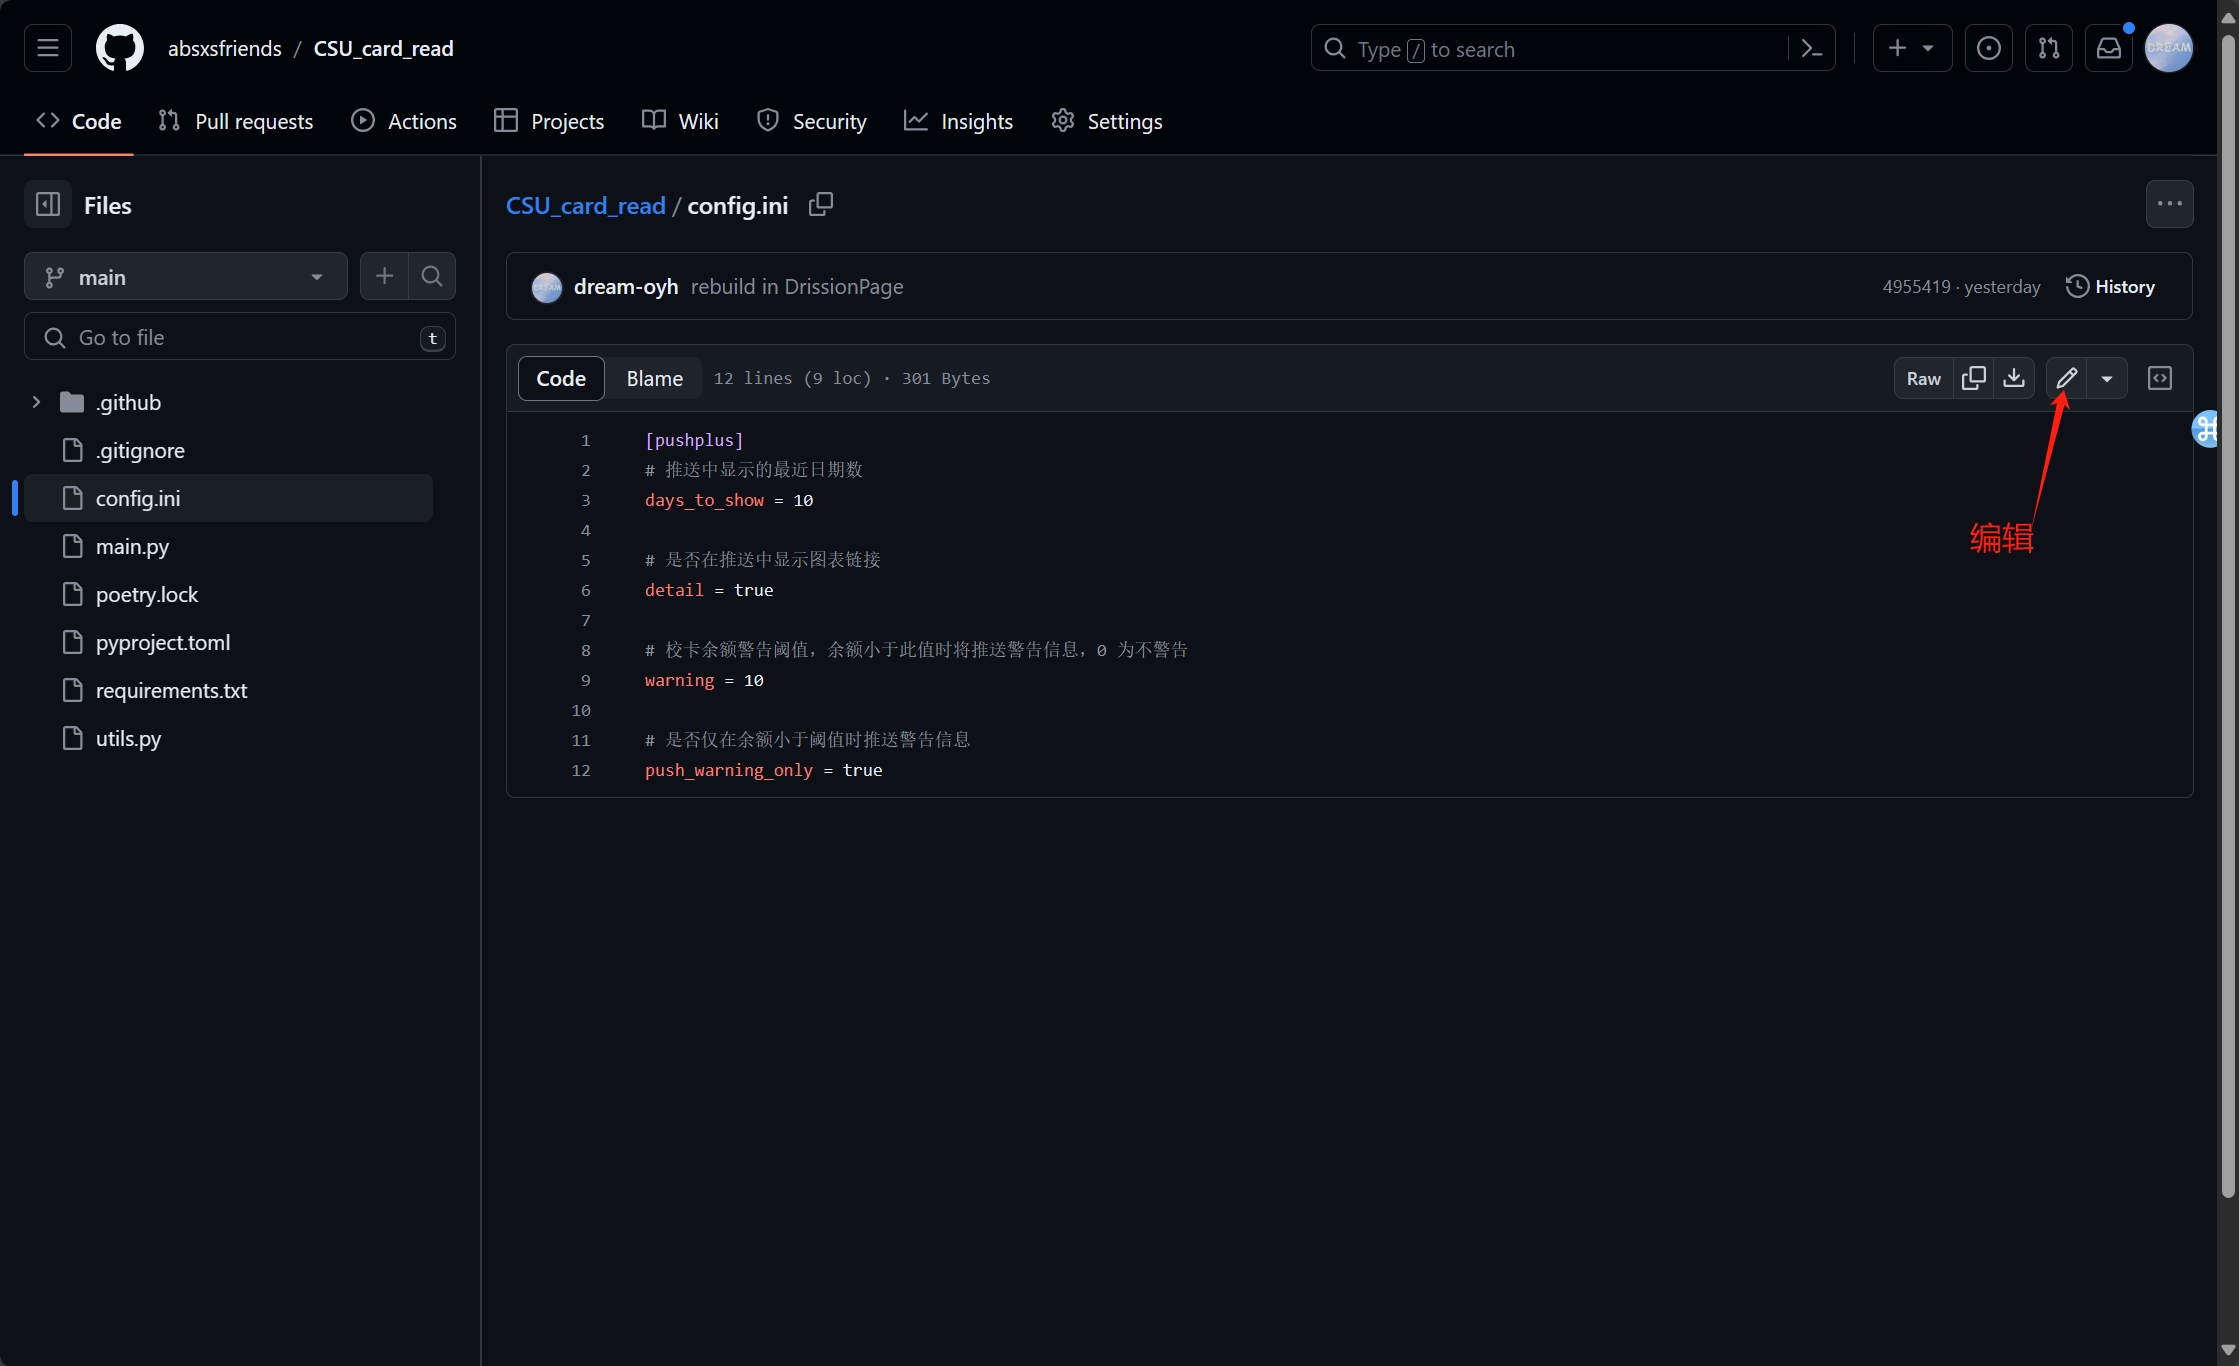 absxsfriends / CSU_card_read
Type / to search
DREAM
Code
Pull requests
Actions
Projects
Wiki
Security
Insights
Settings
Files
main
Go to file
t
.github
.gitignore
config.ini
main.py
poetry.lock
pyproject.toml
requirements.txt
utils.py
CSU_card_read / config.ini
dream-oyh rebuild in DrissionPage
4955419 · yesterday
History
Code
Blame
12 lines (9 loc) · 301 Bytes
Raw
1 [pushplus]
2 # 推送中显示的最近日期数
3 days_to_show = 10
4
5 # 是否在推送中显示图表链接
6 detail = true
7
8 # 校卡余额警告阈值，余额小于此值时将推送警告信息，0 为不警告
9 warning = 10
10
11 # 是否仅在余额小于阈值时推送警告信息
12 push_warning_only = true
编辑